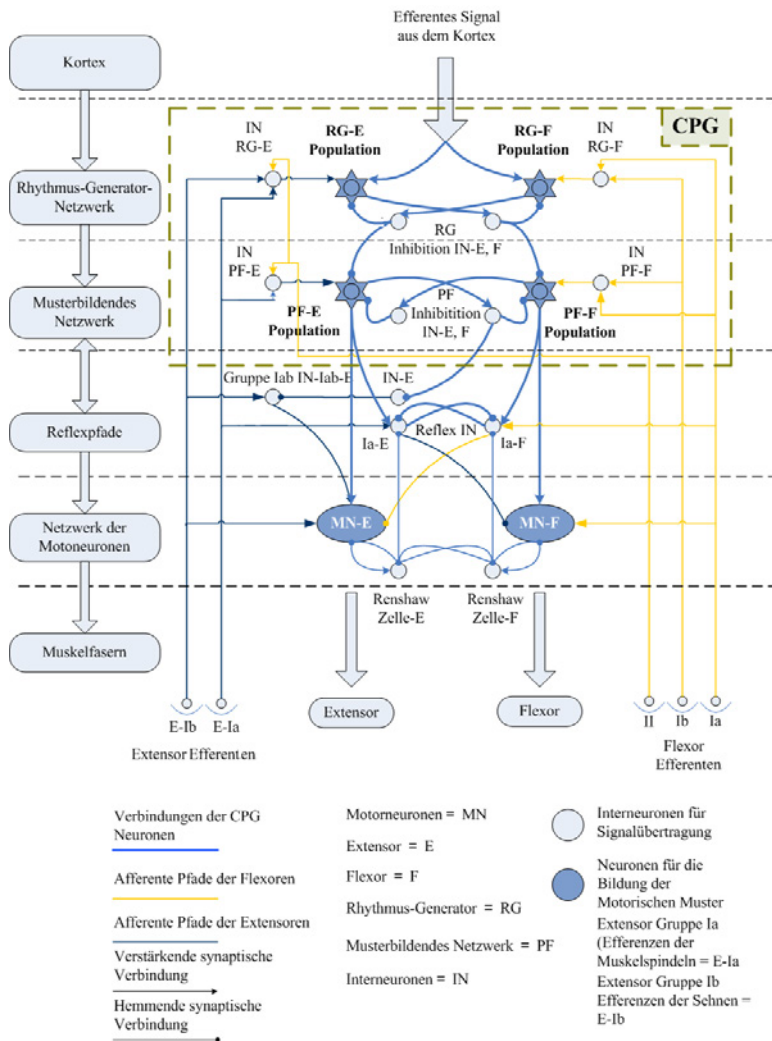 Efferentes Signal
aus dem Kortex
Kortex
CPG
IN
RG-E
RG-E
Population
RG-F
Population
IN
RG-F
Rhythmus-Generator-
Netzwerk
RG
Inhibition IN-E, F
IN
PF-E
IN
PF-F
Musterbildendes
Netzwerk
PF
Inhibitition
IN-E, F
PF-E
Population
PF-F
Population
Gruppe Iab IN-Iab-E
IN-E
Reflexpfade
Ia-E
Reflex IN
Ia-F
Netzwerk der
Motoneuronen
MN-E
MN-F
Renshaw
Zelle-E
Renshaw
Zelle-F
Muskelfasern
Extensor
Flexor
E-Ib
E-Ia
II
Ib
Ia
Extensor Efferenten
Flexor
Efferenten
Verbindungen der CPG
Neuronen
Afferente Pfade der Flexoren
Afferente Pfade der Extensoren
Verstärkende synaptische
Verbindung
Hemmende synaptische
Verbindung
Motorneuronen = MN
Extensor = E
Flexor = F
Rhythmus-Generator = RG
Musterbildendes Netzwerk = PF
Interneuronen = IN
Interneuronen für
Signalübertragung
Neuronen für die
Bildung der
Motorischen Muster
Extensor Gruppe Ia
(Efferenzen der
Muskelspindeln = E-Ia
Extensor Gruppe Ib
Efferenzen der Sehnen =
E-Ib